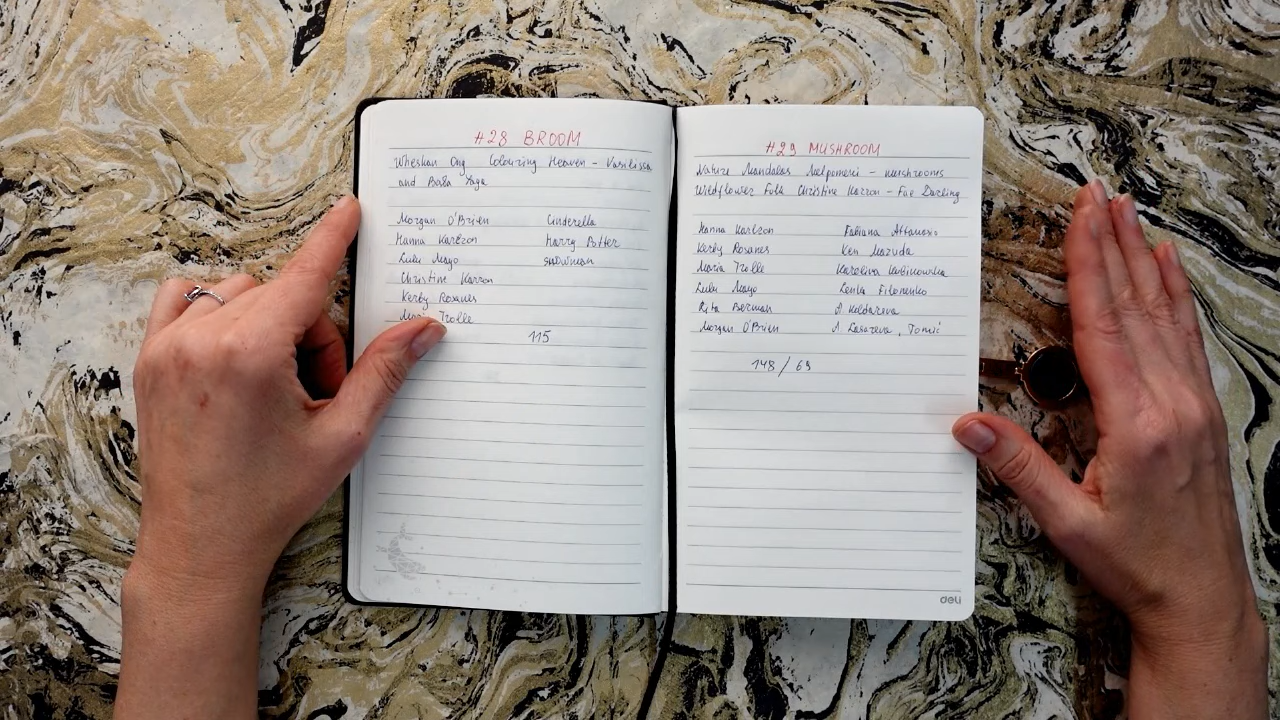 #28 BROOM
Wheskan Ong Colouring Heaven - Vasilissa
and Baba Yaga
Morgan O'Brien Cinderella
Hanna Karlzon Harry Potter
Lulu Mayo snowman
Christine Karron
Kerby Rosanes
Maria Trolle
115
#29 MUSHROOM
Nature Mandalas Melpomeni - mushrooms
Wildflower Folk Christine Karron - Fae Darling
Hanna Karlzon Fabiana Attanasio
Kerby Rosanes Ken Mazuda
Maria Trolle Karolina Kubikowska
Lulu Mayo Lenka Filonenko
Rita Berman A. Koldareva
Morgan O'Brien A. Lazareva, Tomić
148 / 69
deli